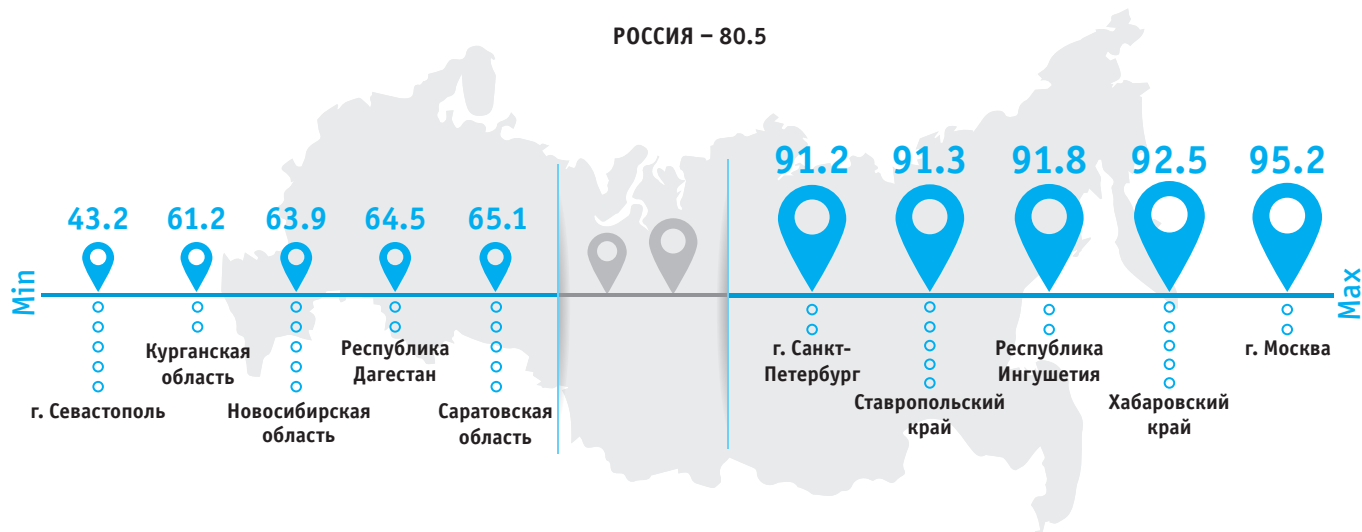 РОССИЯ – 80.5
43.2
61.2
63.9
64.5
65.1
91.2
91.3
91.8
92.5
95.2
Min
Max
г. Севастополь
Курганская
область
Новосибирская
область
Республика
Дагестан
Саратовская
область
г. Санкт-
Петербург
Ставропольский
край
Республика
Ингушетия
Хабаровский
край
г. Москва